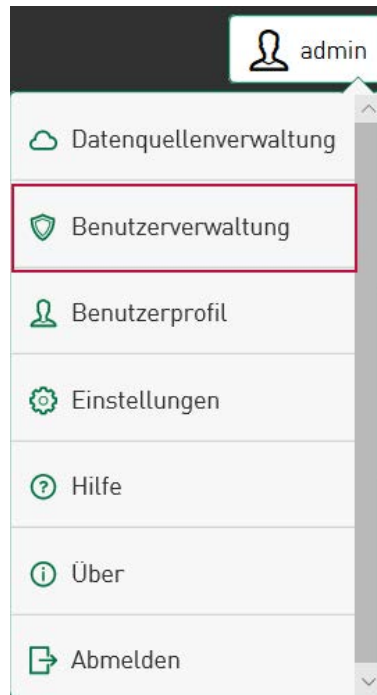 admin
Datenquellenverwaltung
Benutzerverwaltung
Benutzerprofil
Einstellungen
Hilfe
Über
Abmelden